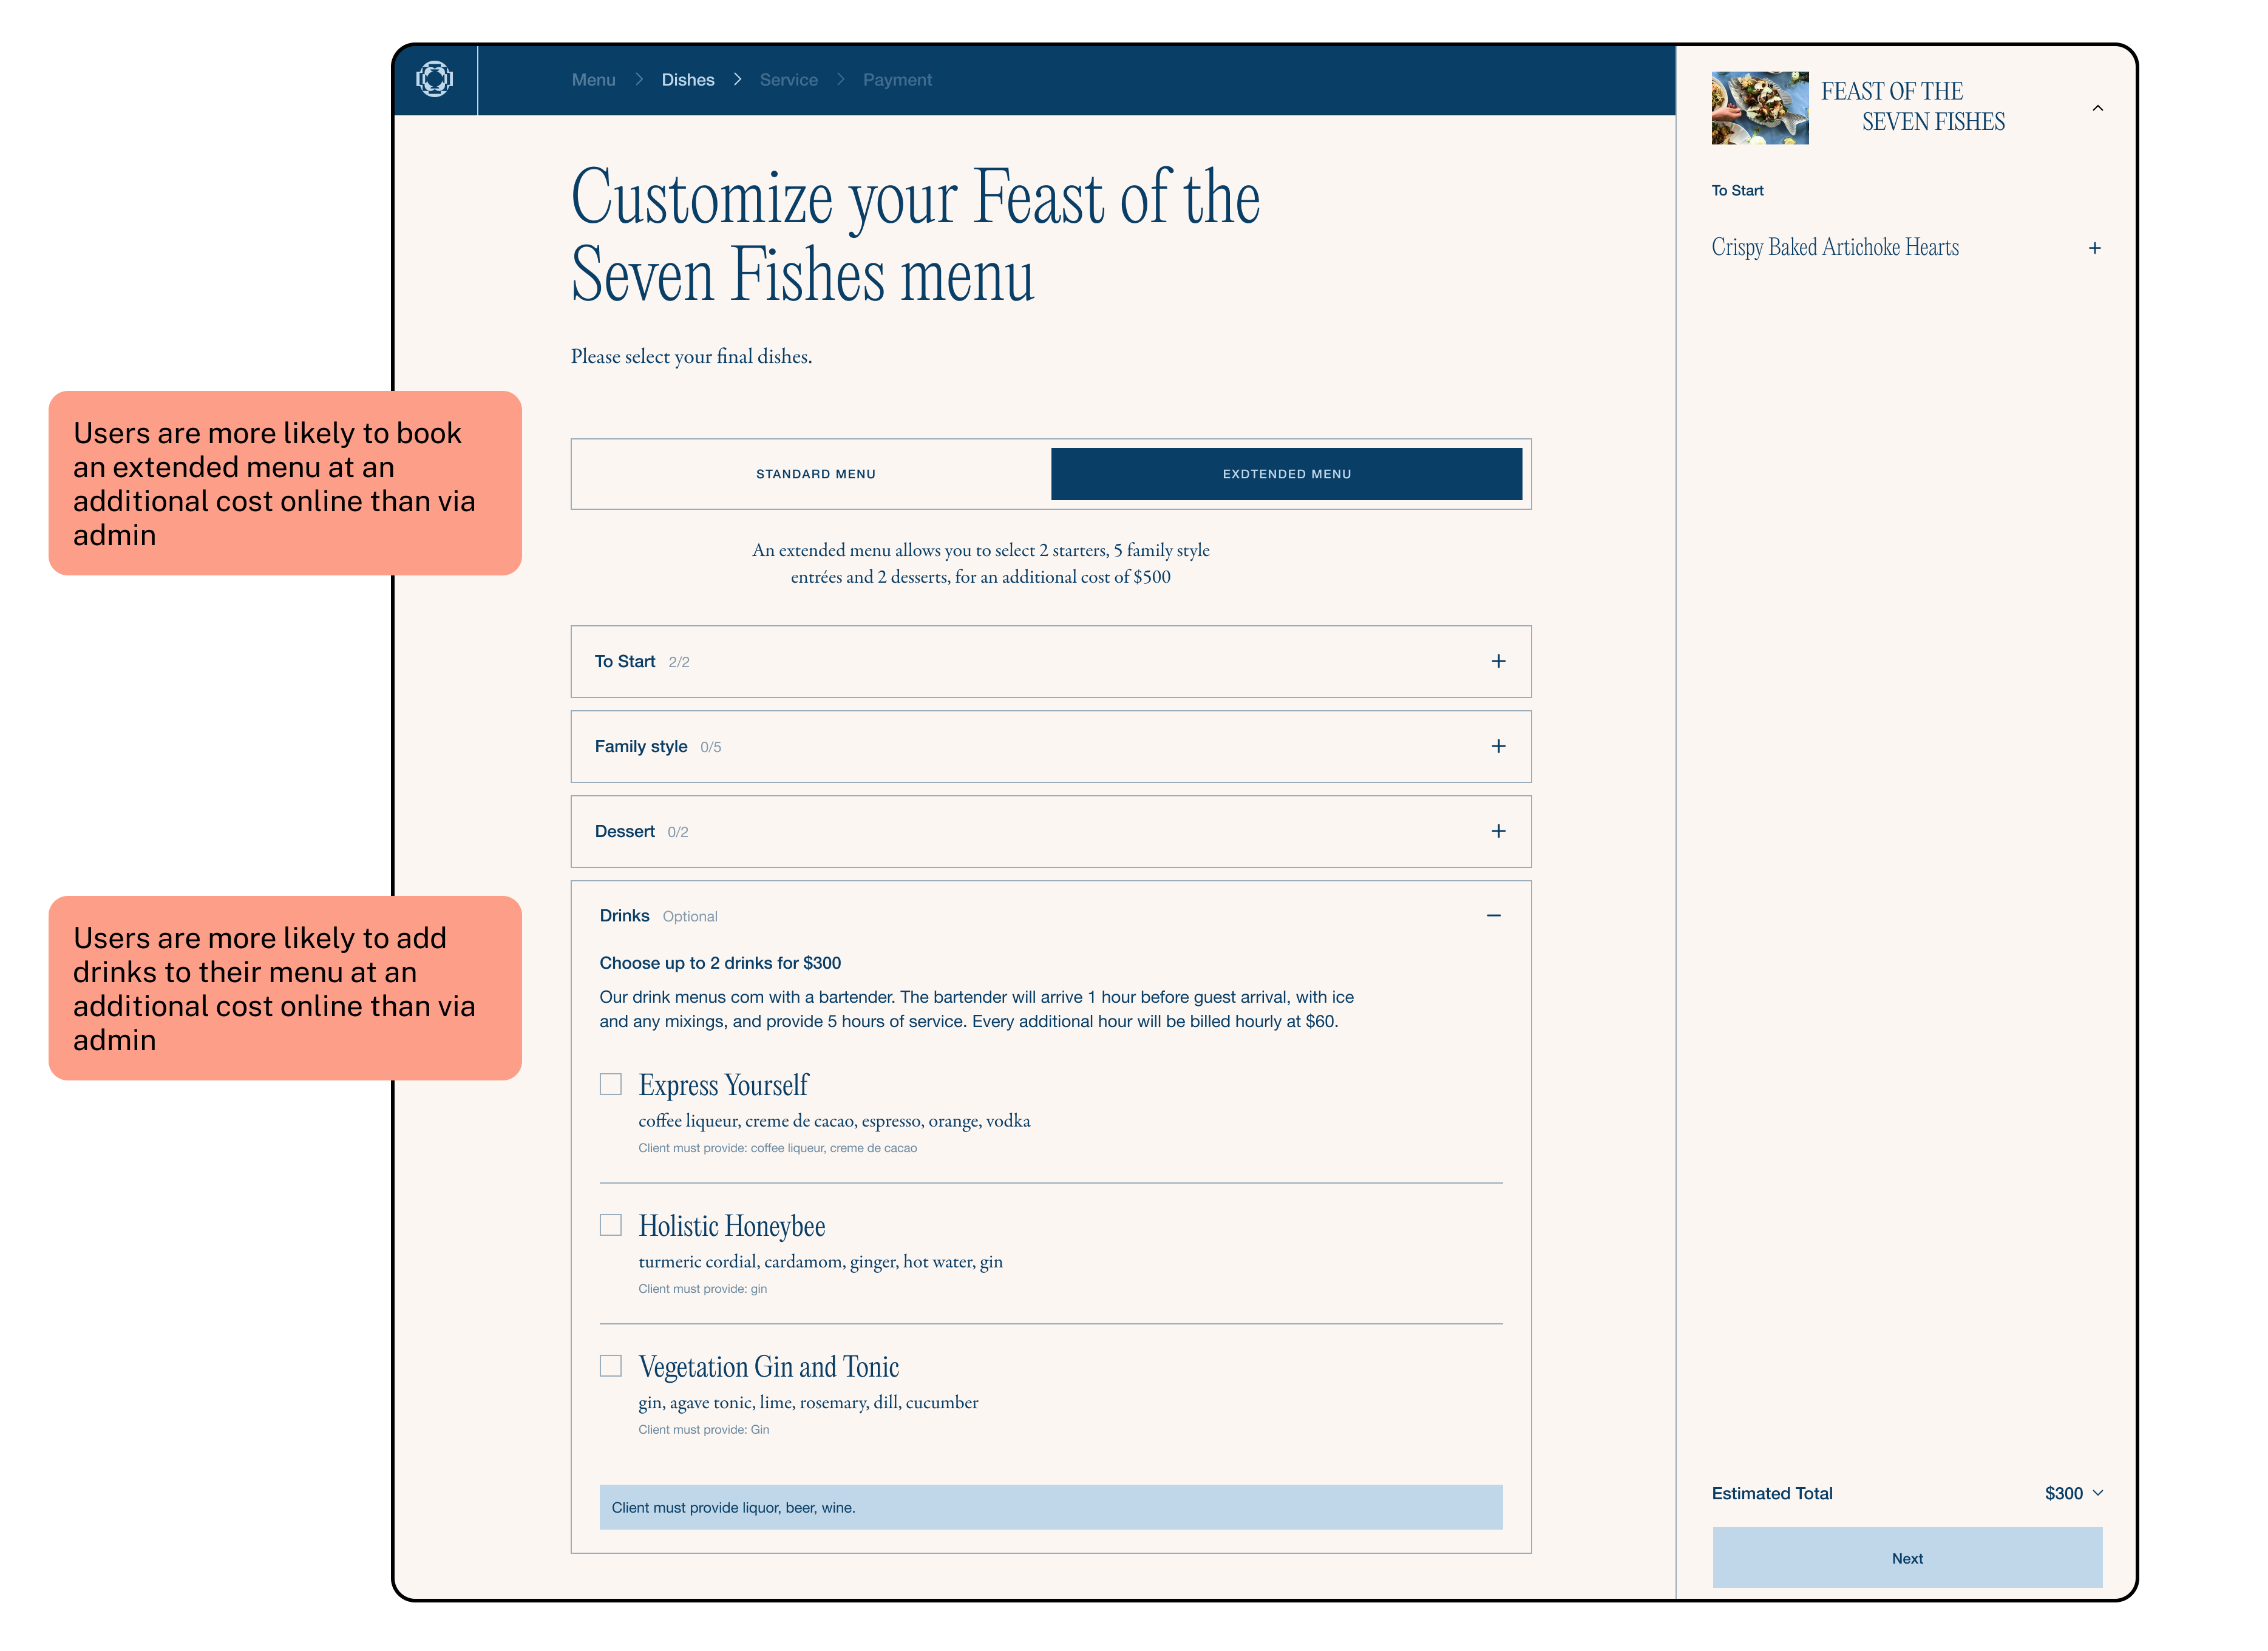 Menu > Dishes > Service > Payment
Customize your Feast of the
Seven Fishes menu
Please select your final dishes.
STANDARD MENU
EXDTENDED MENU
An extended menu allows you to select 2 starters, 5 family style
entrées and 2 desserts, for an additional cost of $500
To Start 2/2
Family style 0/5
Dessert 0/2
Drinks Optional
Choose up to 2 drinks for $300
Our drink menus com with a bartender. The bartender will arrive 1 hour before guest arrival, with ice
and any mixings, and provide 5 hours of service. Every additional hour will be billed hourly at $60.
Express Yourself
coffee liqueur, creme de cacao, espresso, orange, vodka
Client must provide: coffee liqueur, creme de cacao
Holistic Honeybee
turmeric cordial, cardamom, ginger, hot water, gin
Client must provide: gin
Vegetation Gin and Tonic
gin, agave tonic, lime, rosemary, dill, cucumber
Client must provide: Gin
Client must provide liquor, beer, wine.
FEAST OF THE
SEVEN FISHES
To Start
Crispy Baked Artichoke Hearts
Estimated Total $300
Next
Users are more likely to book
an extended menu at an
additional cost online than via
admin
Users are more likely to add
drinks to their menu at an
additional cost online than via
admin